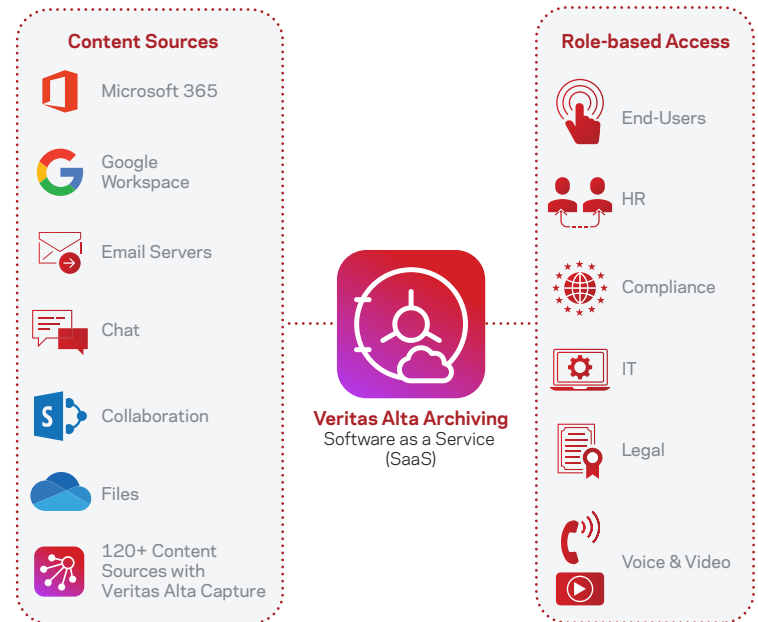 Content Sources
Microsoft 365
Google
Workspace
Email Servers
Chat
S
Collaboration
Files
120+ Content
Sources with
Veritas Alta Capture
Veritas Alta Archiving
Software as a Service
(SaaS)
Role-based Access
End-Users
HR
Compliance
IT
Legal
Voice & Video